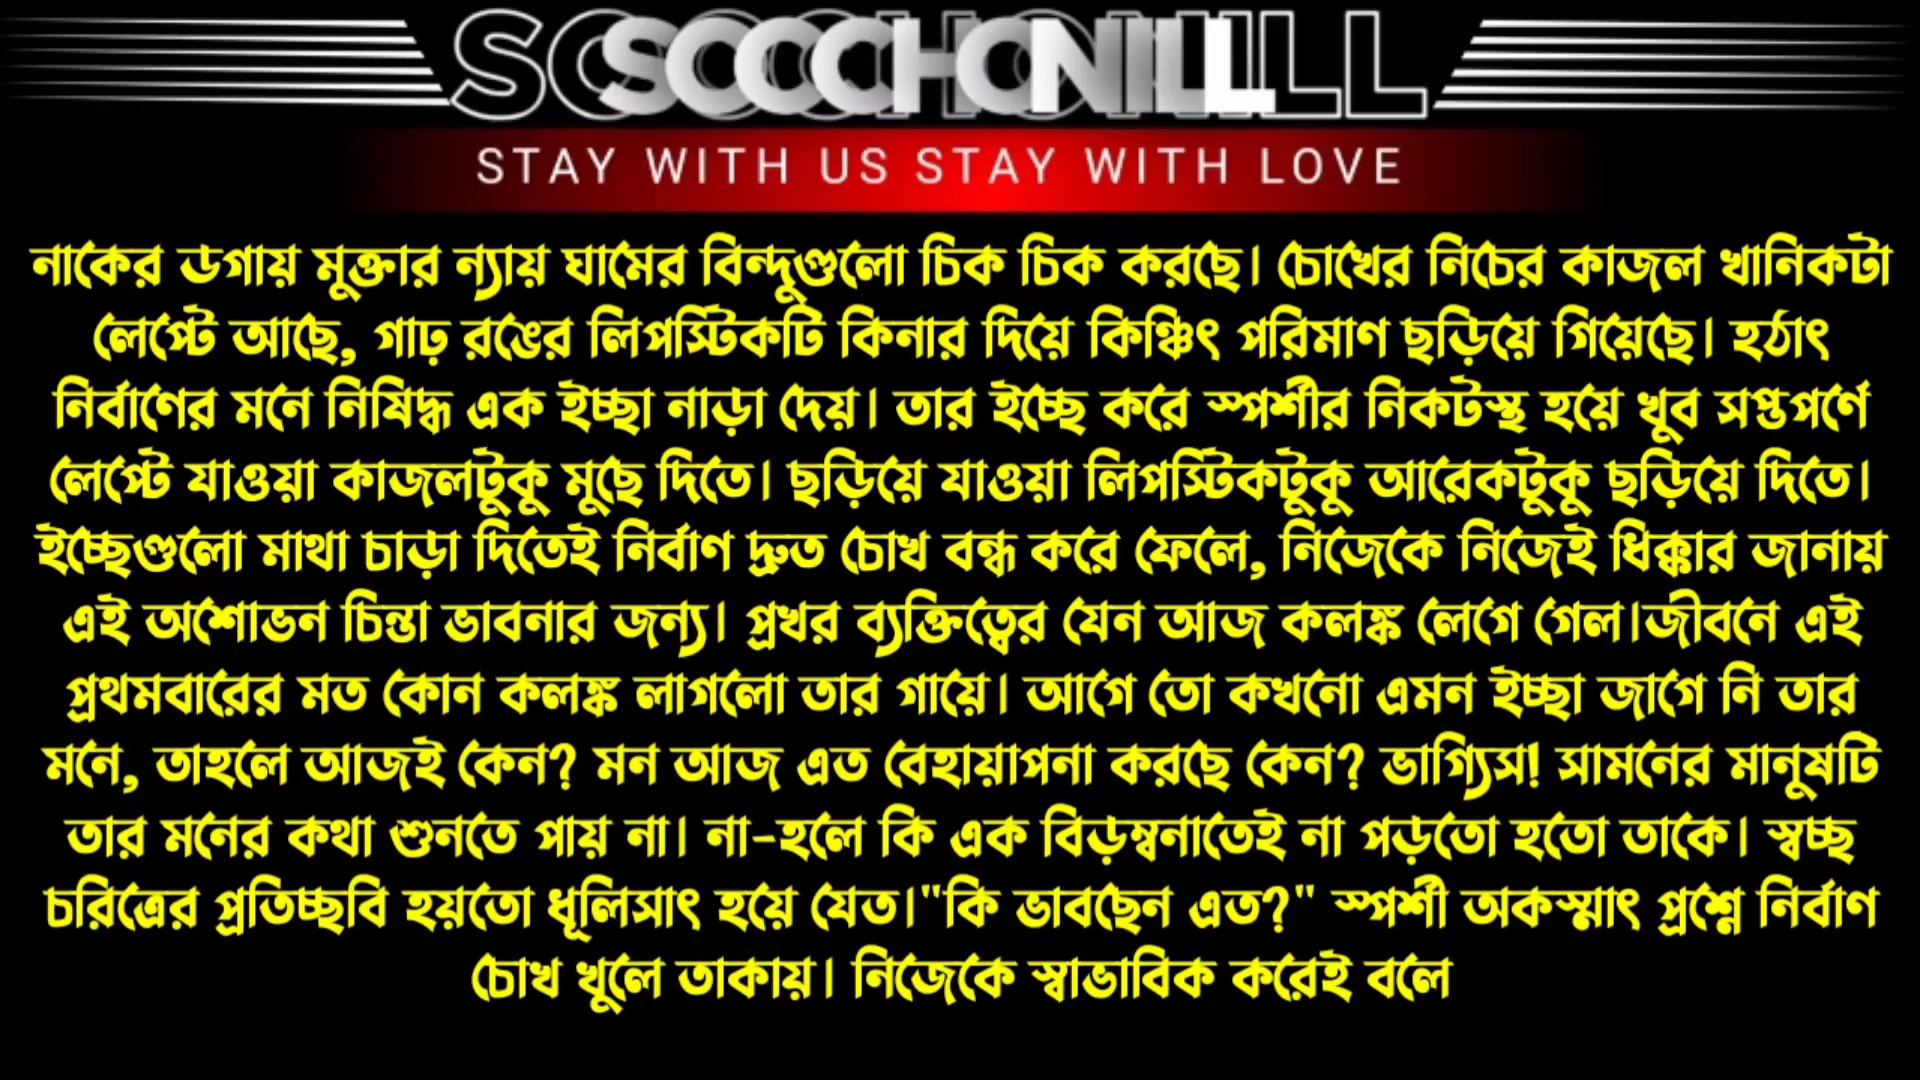 STAY WITH US STAY WITH LOVE
নাকের ডগায় মুক্তার ন্যায় ঘামের বিন্দুগুলো চিক চিক করছে। চোখের নিচের কাজল খানিকটা
লেপ্টে আছে, গাঢ় রঙের লিপস্টিকটি কিনার দিয়ে কিঞ্চিৎ পরিমাণ ছড়িয়ে গিয়েছে। হঠাৎ
নির্বাণের মনে নিষিদ্ধ এক ইচ্ছা নাড়া দেয়। তার ইচ্ছে করে স্পর্শীর নিকটস্থ হয়ে খুব সপ্তপর্ণে
লেপ্টে যাওয়া কাজলটুকু মুছে দিতে। ছড়িয়ে যাওয়া লিপস্টিকটুকু আরেকটুকু ছড়িয়ে দিতে।
ইচ্ছেগুলো মাথা চাড়া দিতেই নির্বাণ দ্রুত চোখ বন্ধ করে ফেলে, নিজেকে নিজেই ধিক্কার জানায়
এই অশোভন চিন্তা ভাবনার জন্য। প্রখর ব্যক্তিত্বের যেন আজ কলঙ্ক লেগে গেল।জীবনে এই
প্রথমবারের মত কোন কলঙ্ক লাগলো তার গায়ে। আগে তো কখনো এমন ইচ্ছা জাগে নি তার
মনে, তাহলে আজই কেন? মন আজ এত বেহায়াপনা করছে কেন? ভাগ্যিস! সামনের মানুষটি
তার মনের কথা শুনতে পায় না। না-হলে কি এক বিড়ম্বনাতেই না পড়তো হতো তাকে। স্বচ্ছ
চরিত্রের প্রতিচ্ছবি হয়তো ধূলিসাৎ হয়ে যেত।"কি ভাবছেন এত?" স্পর্শী অকস্মাৎ প্রশ্নে নির্বাণ
চোখ খুলে তাকায়। নিজেকে স্বাভাবিক করেই বলে